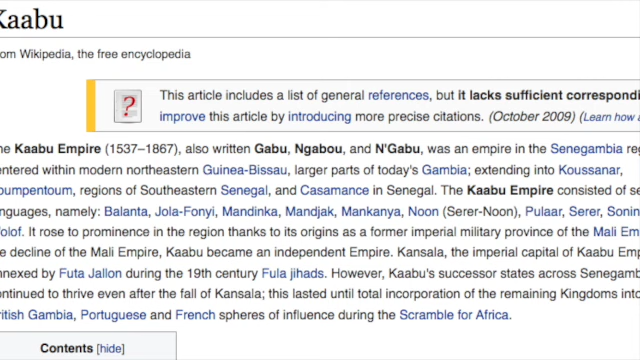 Kaabu
om Wikipedia, the free encyclopedia
This article includes a list of general references, but it lacks sufficient correspondi
improve this article by introducing more precise citations. (October 2009) (Learn how a
he Kaabu Empire (1537–1867), also written Gabu, Ngabou, and N'Gabu, was an empire in the Senegambia reg
entered within modern northeastern Guinea-Bissau, larger parts of today's Gambia; extending into Koussanar,
oumpentoum, regions of Southeastern Senegal, and Casamance in Senegal. The Kaabu Empire consisted of se
anguages, namely: Balanta, Jola-Fonyi, Mandinka, Mandjak, Mankanya, Noon (Serer-Noon), Pulaar, Serer, Sonin
olof. It rose to prominence in the region thanks to its origins as a former imperial military province of the Mali Em
e decline of the Mali Empire, Kaabu became an independent Empire. Kansala, the imperial capital of Kaabu Emp
nnexed by Futa Jallon during the 19th century Fula jihads. However, Kaabu's successor states across Senegamb
ontinued to thrive even after the fall of Kansala; this lasted until total incorporation of the remaining Kingdoms into
ritish Gambia, Portuguese and French spheres of influence during the Scramble for Africa.
Contents [hide]